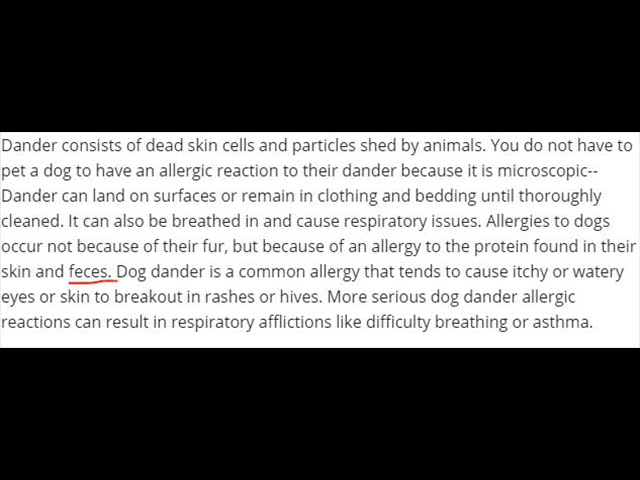 Dander consists of dead skin cells and particles shed by animals. You do not have to
pet a dog to have an allergic reaction to their dander because it is microscopic--
Dander can land on surfaces or remain in clothing and bedding until thoroughly
cleaned. It can also be breathed in and cause respiratory issues. Allergies to dogs
occur not because of their fur, but because of an allergy to the protein found in their
skin and feces. Dog dander is a common allergy that tends to cause itchy or watery
eyes or skin to breakout in rashes or hives. More serious dog dander allergic
reactions can result in respiratory afflictions like difficulty breathing or asthma.